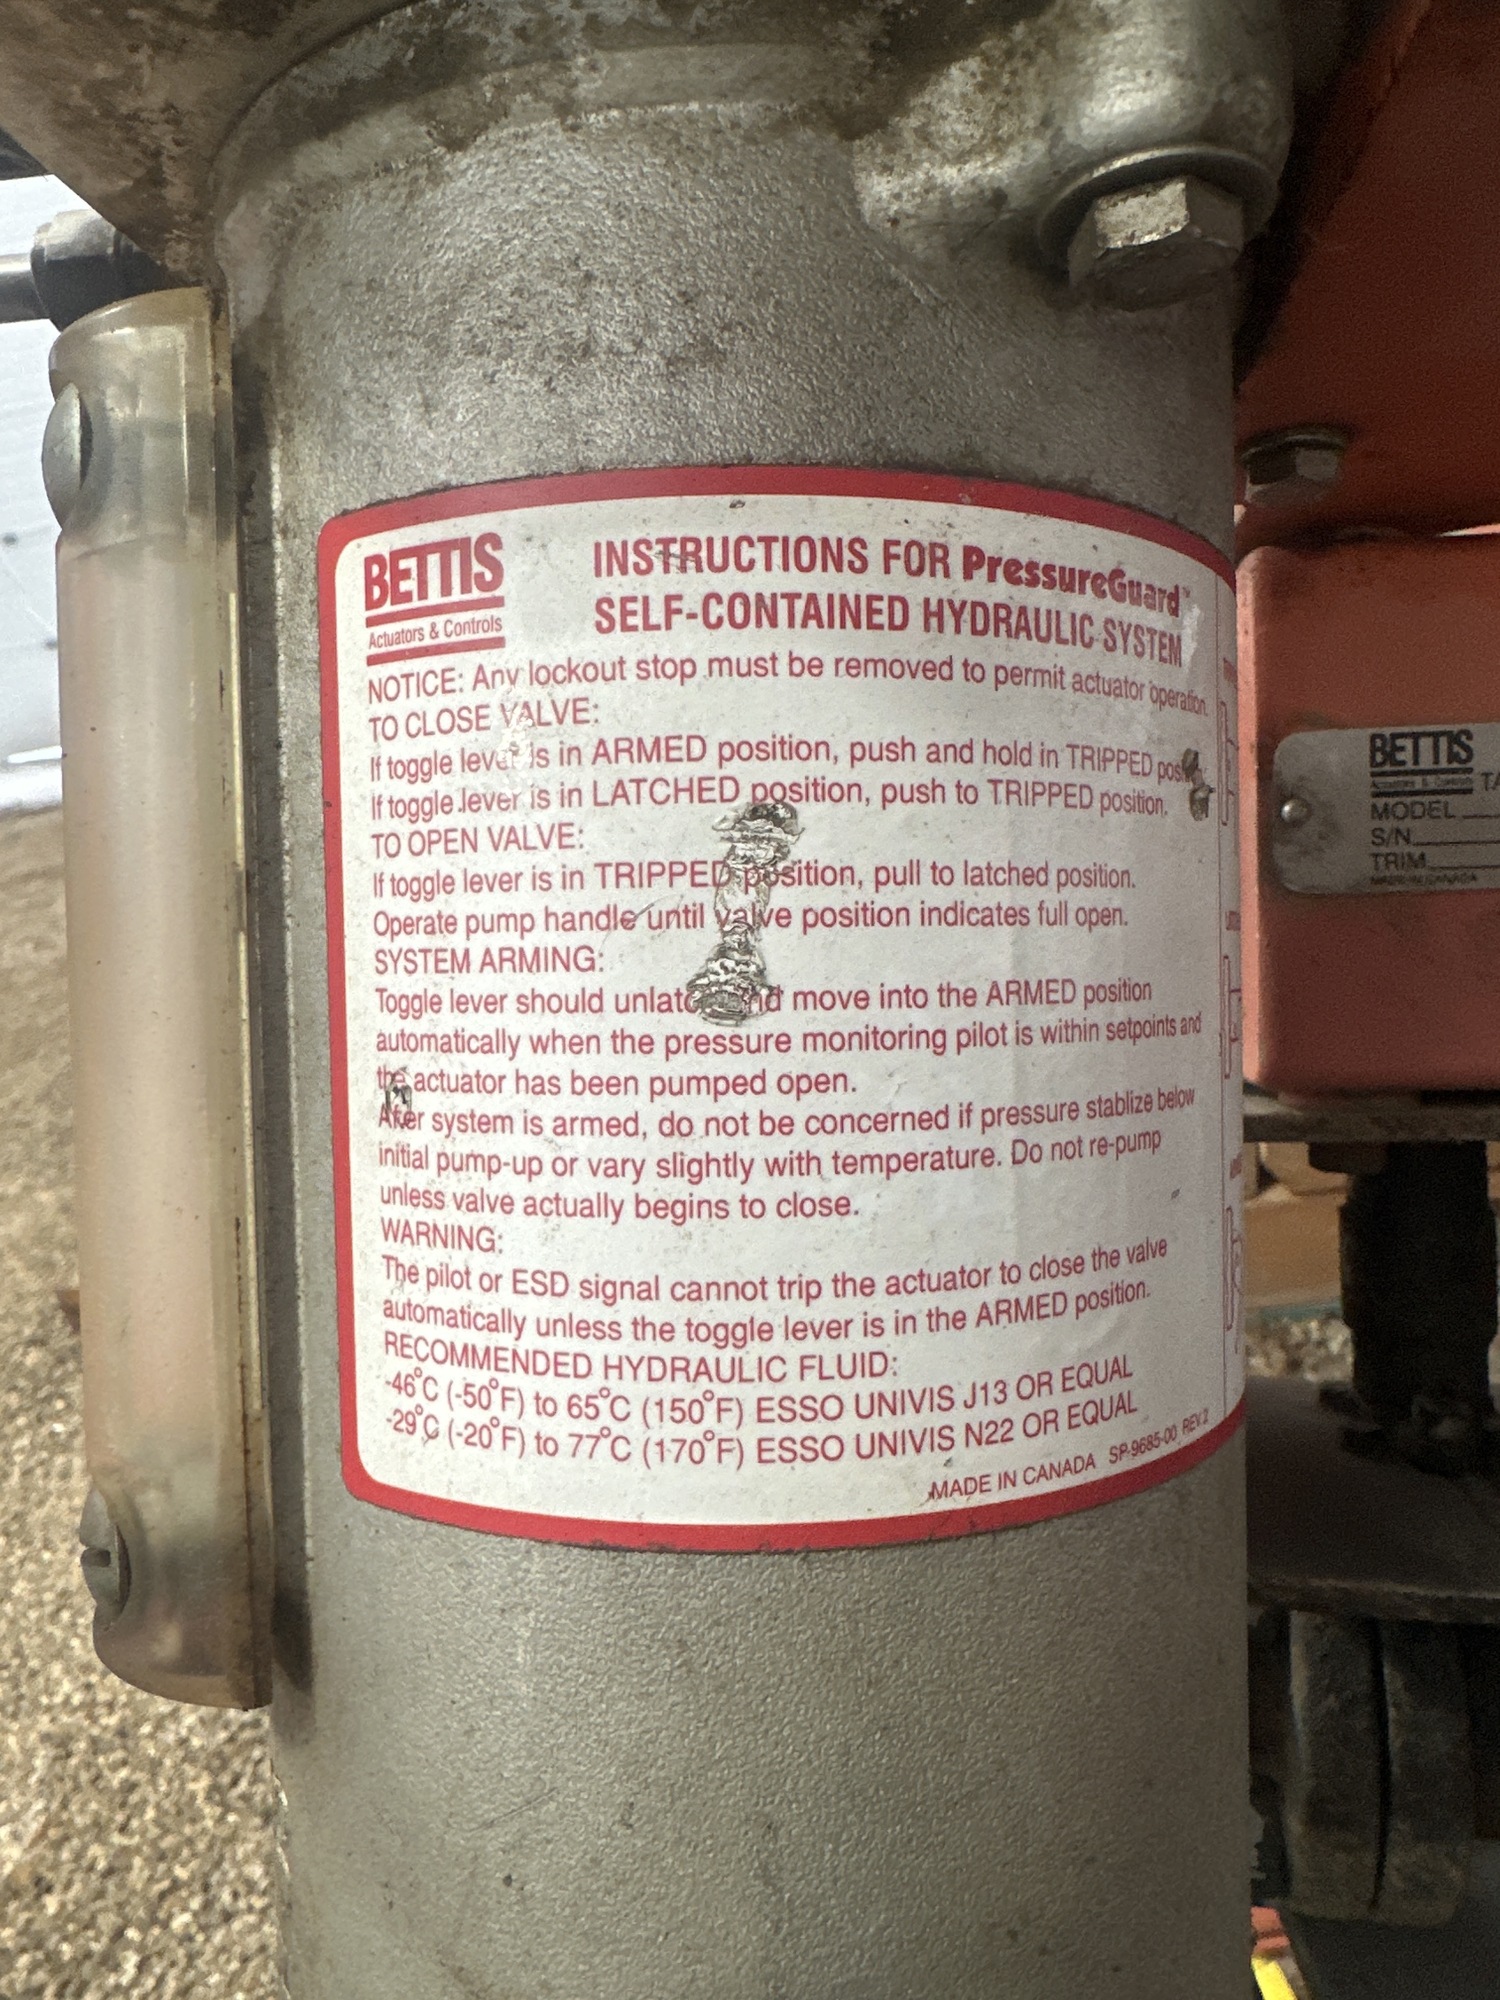 BETTIS
Actuators & Controls
INSTRUCTIONS FOR PressureGuard™
SELF-CONTAINED HYDRAULIC SYSTEM
NOTICE: Any lockout stop must be removed to permit actuator operation.
TO CLOSE VALVE:
If toggle lever is in ARMED position, push and hold in TRIPPED
If toggle lever is in LATCHED position, push to TRIPPED position.
TO OPEN VALVE:
If toggle lever is in TRIPPED position, pull to latched position.
Operate pump handle until valve position indicates full open.
SYSTEM ARMING:
Toggle lever should unlatch and move into the ARMED position
automatically when the pressure monitoring pilot is within setpoints and
the actuator has been pumped open.
After system is armed, do not be concerned if pressure stablize below
initial pump-up or vary slightly with temperature. Do not re-pump
unless valve actually begins to close.
WARNING:
The pilot or ESD signal cannot trip the actuator to close the valve
automatically unless the toggle lever is in the ARMED position.
RECOMMENDED HYDRAULIC FLUID:
-46°C (-50°F) to 65°C (150°F) ESSO UNIVIS J13 OR EQUAL
-29°C (-20°F) to 77°C (170°F) ESSO UNIVIS N22 OR EQUAL
MADE IN CANADA SP-9685-00 REV.2
BETTIS
Actuators & Controls
MODEL
S/N
TRIM
MADE IN CANADA